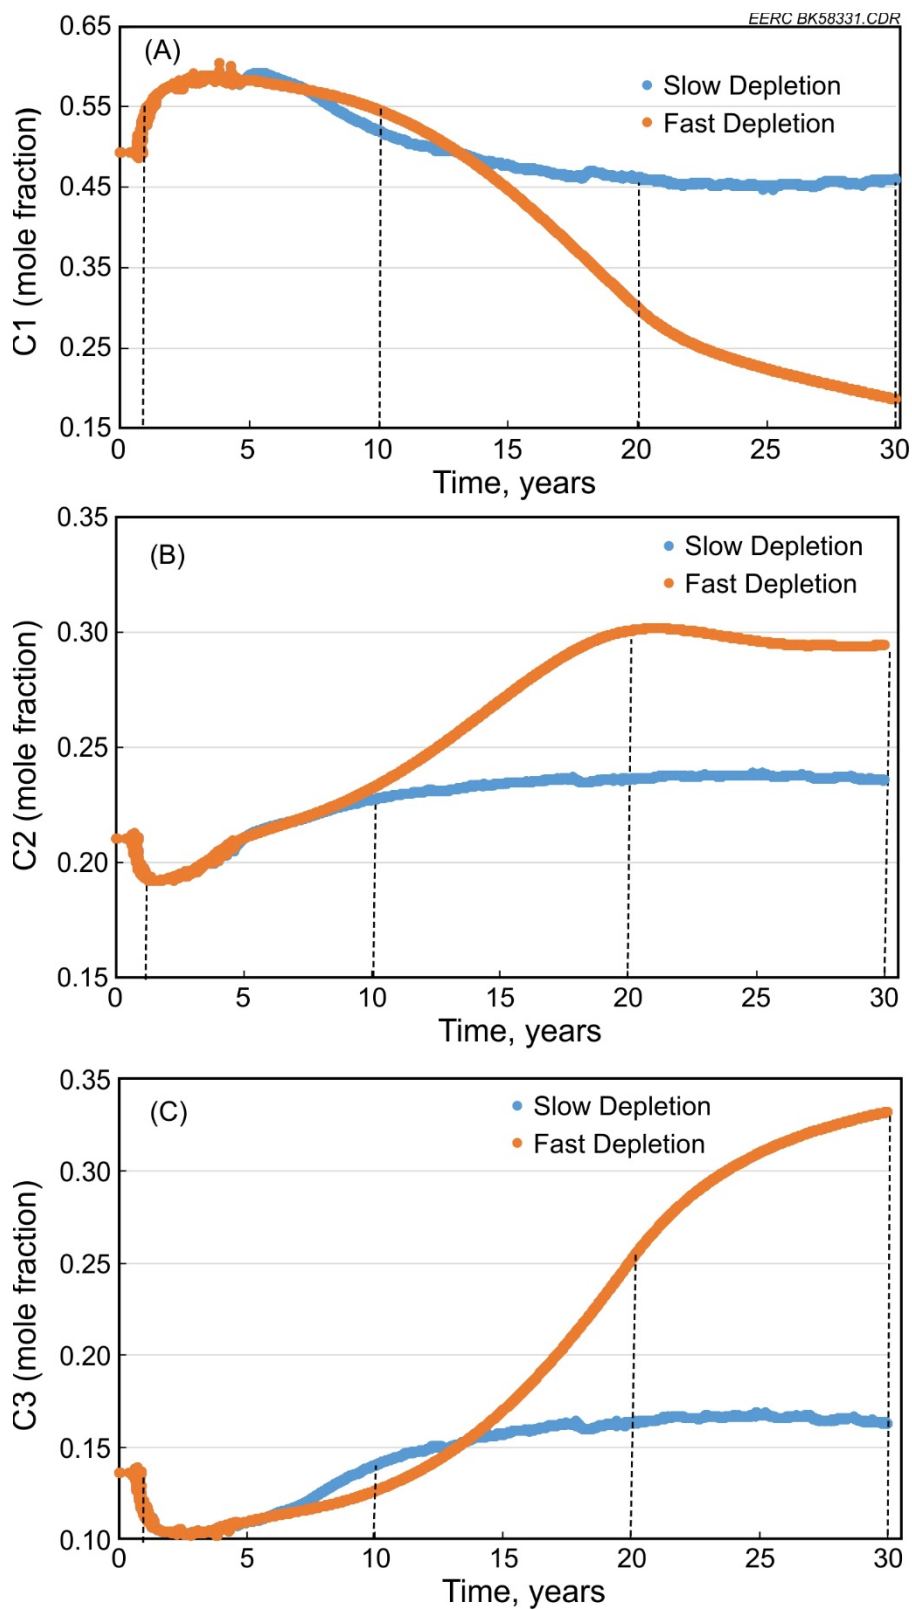 EERC BK58331.CDR
(A)
Slow Depletion
Fast Depletion
C1 (mole fraction)
0.65
0.55
0.45
0.35
0.25
0.15
0 5 10 15 20 25 30
Time, years
(B)
Slow Depletion
Fast Depletion
C2 (mole fraction)
0.35
0.30
0.25
0.20
0.15
0 5 10 15 20 25 30
Time, years
(C)
Slow Depletion
Fast Depletion
C3 (mole fraction)
0.35
0.30
0.25
0.20
0.15
0.10
0 5 10 15 20 25 30
Time, years